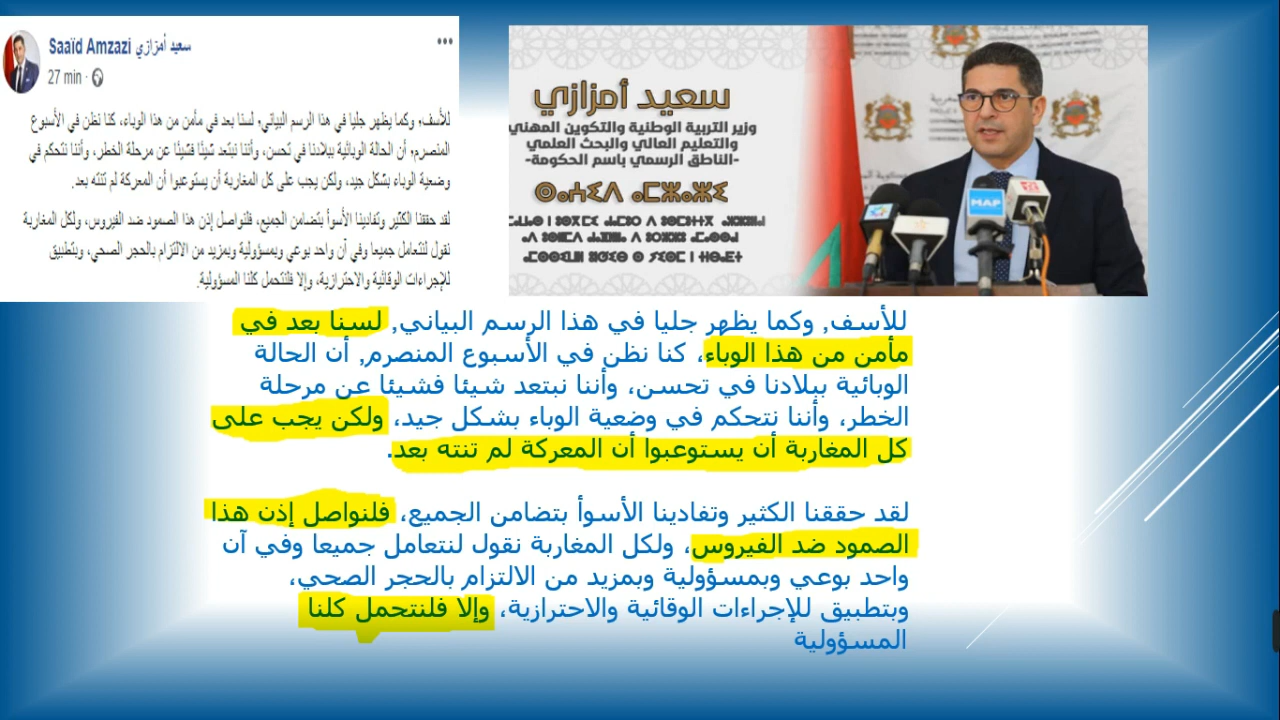 Saaïd Amzazi سعيد أمزازي
27 min
للأسف, وكما يظهر جليا في هذا الرسم البياني, لسنا بعد في مأمن من هذا الوباء، كنا نظن في الأسبوع
المنصرم, أن الحالة الوبائية ببلادنا في تحسن، وأننا نبتعد شيئا فشيئا عن مرحلة الخطر، وأننا نتحكم في
وضعية الوباء بشكل جيد، ولكن يجب على كل المغاربة أن يستوعبوا أن المعركة لم تنته بعد.
لقد حققنا الكثير وتفادينا الأسوأ بتضامن الجميع، فلنواصل إذن هذا الصمود ضد الفيروس، ولكل المغاربة
نقول لنتعامل جميعا وفي أن واحد بوعي وبمسؤولية وبمزيد من الالتزام بالحجر الصحي، وبتطبيق
للإجراءات الوقائية والاحترازية، وإلا فلنتحمل كلنا المسؤولية.
سعيد أمزازي
وزير التربية الوطنية والتكوين المهني
والتعليم العالي والبحث العلمي
-الناطق الرسمي باسم الحكومة-
ⵙⴰⵄⵉⴷ ⴰⵎⵣⴰⵣⵉ
MAP
للأسف, وكما يظهر جليا في هذا الرسم البياني, لسنا بعد في
مأمن من هذا الوباء، كنا نظن في الأسبوع المنصرم, أن الحالة
الوبائية ببلادنا في تحسن، وأننا نبتعد شيئا فشيئا عن مرحلة
الخطر، وأننا نتحكم في وضعية الوباء بشكل جيد، ولكن يجب على
كل المغاربة أن يستوعبوا أن المعركة لم تنته بعد.
لقد حققنا الكثير وتفادينا الأسوأ بتضامن الجميع، فلنواصل إذن هذا
الصمود ضد الفيروس، ولكل المغاربة نقول لنتعامل جميعا وفي آن
واحد بوعي وبمسؤولية وبمزيد من الالتزام بالحجر الصحي،
وبتطبيق للإجراءات الوقائية والاحترازية، وإلا فلنتحمل كلنا
المسؤولية